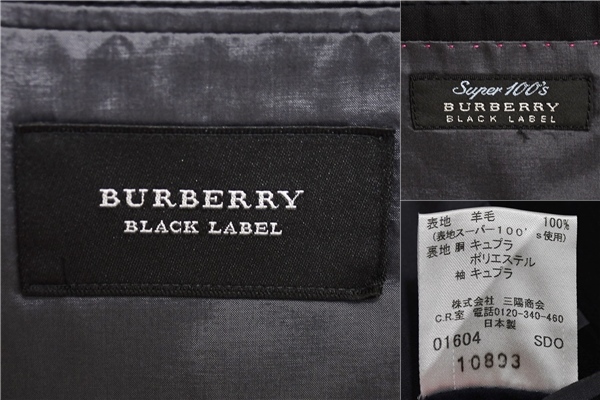 BURBERRY
BLACK LABEL
Super 100's
BURBERRY
BLACK LABEL
表地 羊毛 100%
(表地スーパー100's使用)
裏地 胴 キュプラ
ポリエステル
袖 キュプラ
株式会社 三陽商会
C.R.室 電話0120-340-460
日本製
01604 SDO
10803